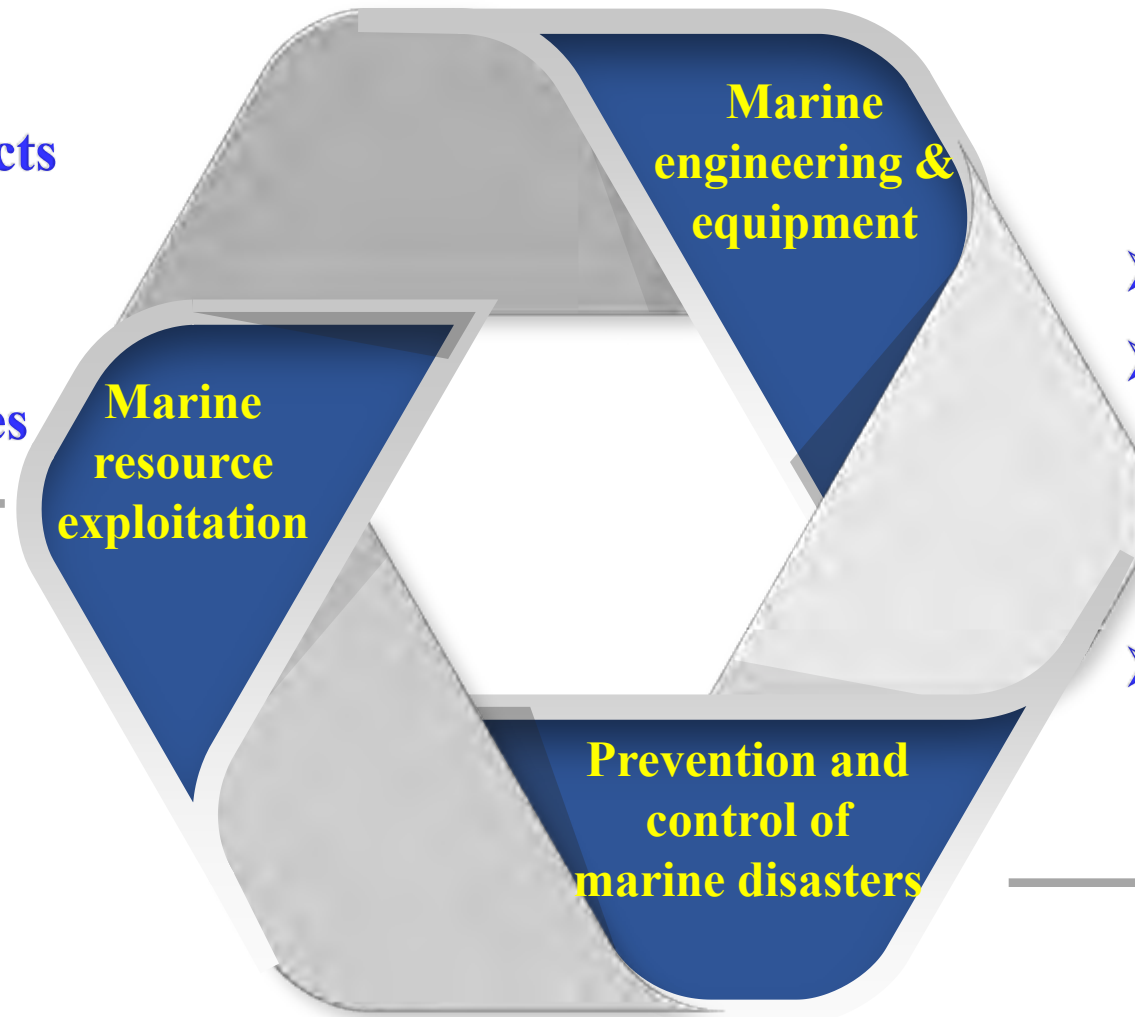 Marine
engineering &
equipment
Marine
resource
exploitation
Prevention and
control of
marine disasters